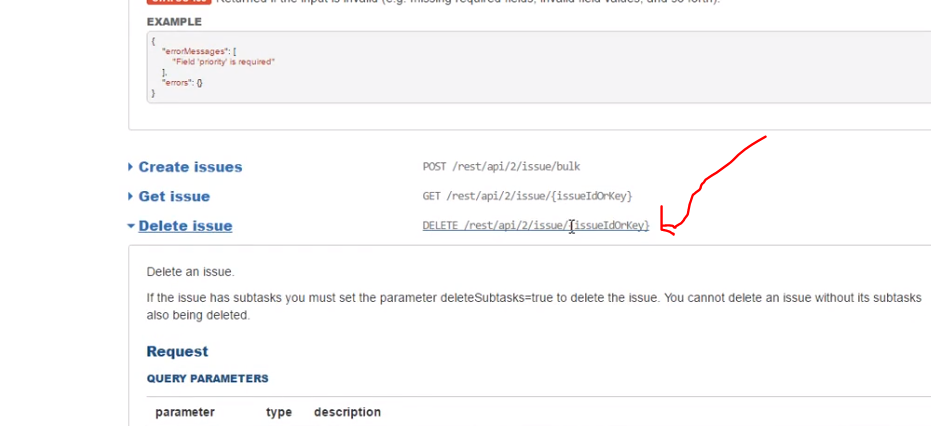 Returned if the input is invalid (e.g. missing required fields, invalid field values, and so forth).
EXAMPLE
{
"errorMessages": [
"Field 'priority' is required"
],
"errors": {}
}
Create issues POST /rest/api/2/issue/bulk
Get issue GET /rest/api/2/issue/{issueIdOrKey}
Delete issue DELETE /rest/api/2/issue/{issueIdOrKey}
Delete an issue.
If the issue has subtasks you must set the parameter deleteSubtasks=true to delete the issue. You cannot delete an issue without its subtasks
also being deleted.
Request
QUERY PARAMETERS
parameter type description